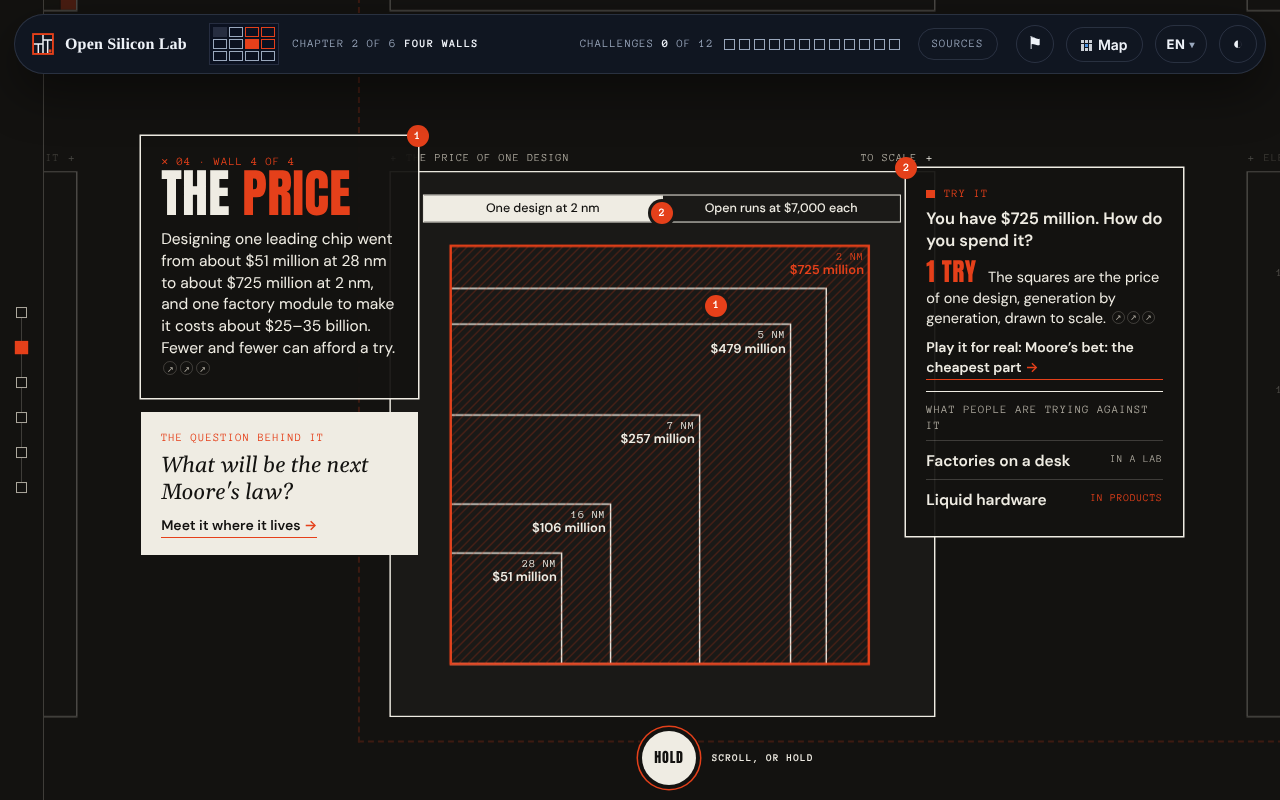 Open Silicon Lab
CHAPTER 2 OF 6 FOUR WALLS
CHALLENGES 0 OF 12
SOURCES
Map
EN
IT +
1
× 04 · WALL 4 OF 4
THE PRICE
Designing one leading chip went
from about $51 million at 28 nm
to about $725 million at 2 nm,
and one factory module to make
it costs about $25–35 billion.
Fewer and fewer can afford a try.
THE QUESTION BEHIND IT
What will be the next
Moore's law?
Meet it where it lives →
PRICE OF ONE DESIGN
TO SCALE +
One design at 2 nm
2
Open runs at $7,000 each
2 NM
$725 million
1
5 NM
$479 million
7 NM
$257 million
16 NM
$106 million
28 NM
$51 million
2
TRY IT
You have $725 million. How do
you spend it?
1 TRY The squares are the price
of one design, generation by
generation, drawn to scale.
Play it for real: Moore's bet: the
cheapest part →
WHAT PEOPLE ARE TRYING AGAINST
IT
Factories on a desk IN A LAB
Liquid hardware IN PRODUCTS
HOLD
SCROLL, OR HOLD